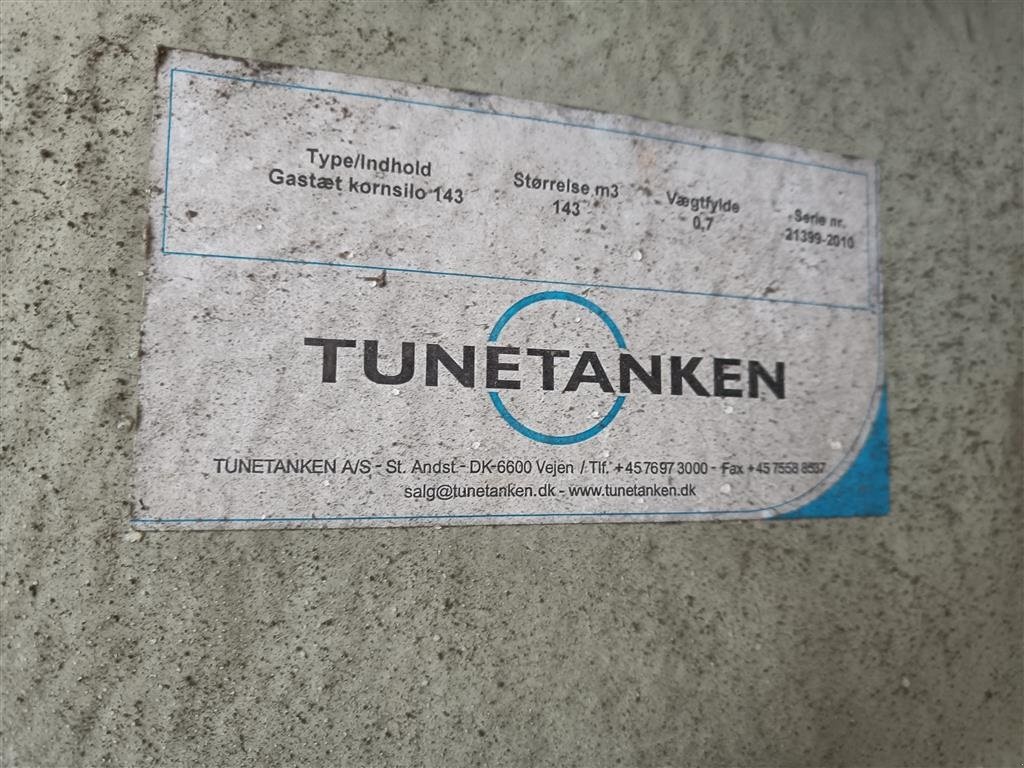 Type/Indhold
Gastæt kornsilo 143
Størrelse m3
143
Vægtfylde
0,7
Serie nr.
21399-2010
TUNETANKEN
TUNETANKEN A/S - St. Andst - DK-6600 Vejen / Tlf. +45 7697 3000 - Fax +45 7558
salg@tunetanken.dk - www.tunetanken.dk